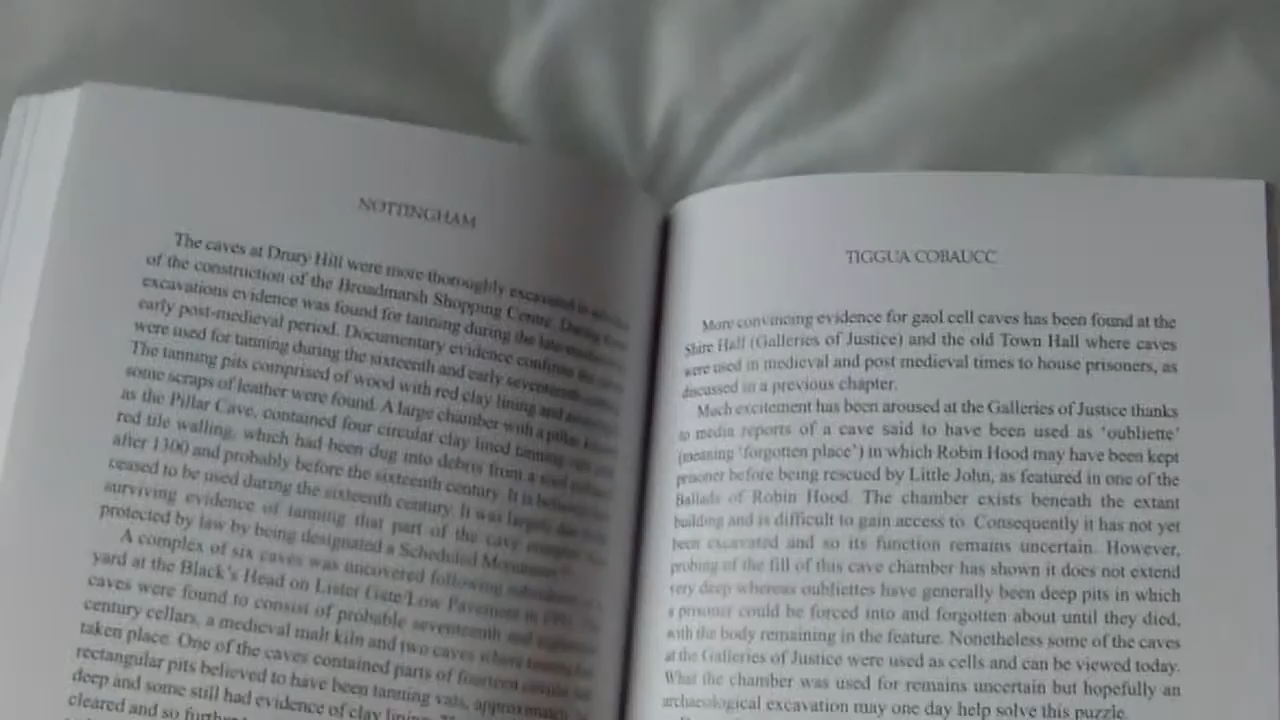 NOTTINGHAM
The caves at Drury Hill were more thoroughly excavated in
of the construction of the Broadmarsh Shopping Centre. During
excavations evidence was found for tanning during the late
early post-medieval period. Documentary evidence confirms
were used for tanning during the sixteenth and early seventeenth
The tanning pits comprised of wood with red clay lining and
some scraps of leather were found. A large chamber with a pillar
as the Pillar Cave, contained four circular clay lined tanning
red tile walling, which had been dug into debris from a
after 1300 and probably before the sixteenth century. It is
ceased to be used during the sixteenth century. It was largely
surviving evidence of tanning that part of the cave
protected by law by being designated a Scheduled Monument.
A complex of six caves was uncovered following
yard at the Black's Head on Lister Gate/Low Pavement in
caves were found to consist of probable seventeenth and
century cellars, a medieval malt kiln and two caves where
taken place. One of the caves contained parts of fourteen
rectangular pits believed to have been tanning vats,
deep and some still had evidence of clay lining.
cleared and so
TIGGUA COBAUCC
More convincing evidence for gaol cell caves has been found at the
Shire Hall (Galleries of Justice) and the old Town Hall where caves
were used in medieval and post medieval times to house prisoners, as
discussed in a previous chapter.
Much excitement has been aroused at the Galleries of Justice thanks
to media reports of a cave said to have been used as 'oubliette'
(meaning 'forgotten place') in which Robin Hood may have been kept
prisoner before being rescued by Little John, as featured in one of the
Ballads of Robin Hood. The chamber exists beneath the extant
building and is difficult to gain access to. Consequently it has not yet
been excavated and so its function remains uncertain. However,
probing of the fill of this cave chamber has shown it does not extend
very deep whereas oubliettes have generally been deep pits in which
a prisoner could be forced into and forgotten about until they died,
with the body remaining in the feature. Nonetheless some of the caves
at the Galleries of Justice were used as cells and can be viewed today.
What the chamber was used for remains uncertain but hopefully an
archaeological excavation may one day help solve this puzzle.